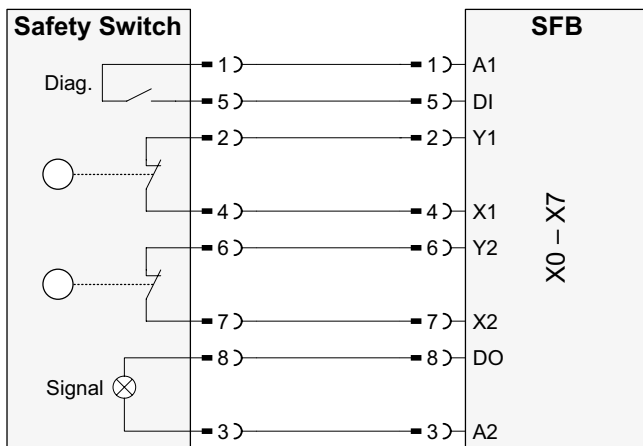 Safety Switch SFB
1 1 A1
Diag.
5 5 DI
2 2 Y1
4 4 X1
6 6 Y2
X0 – X7
7 7 X2
8 8 DO
Signal
3 3 A2